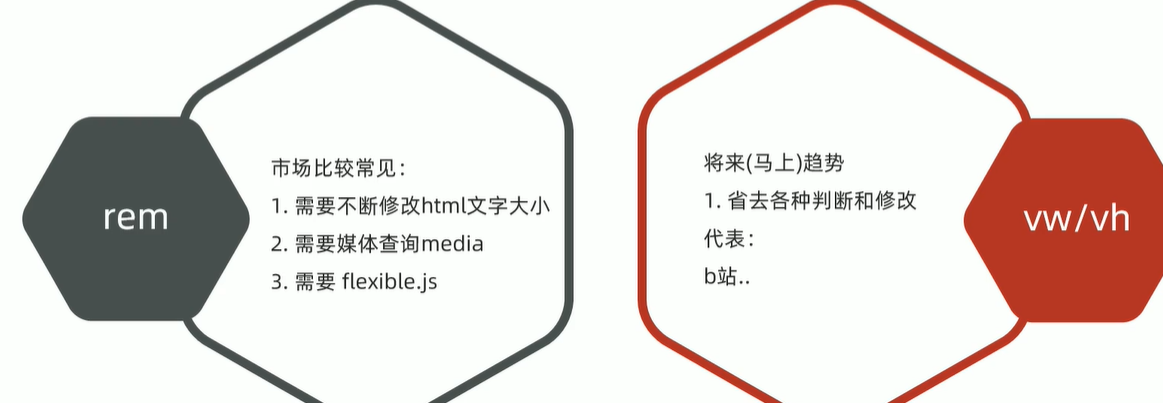 rem
市场比较常见：
1. 需要不断修改html文字大小
2. 需要媒体查询media
3. 需要 flexible.js
将来(马上)趋势
1. 省去各种判断和修改
代表：
b站..
vw/vh